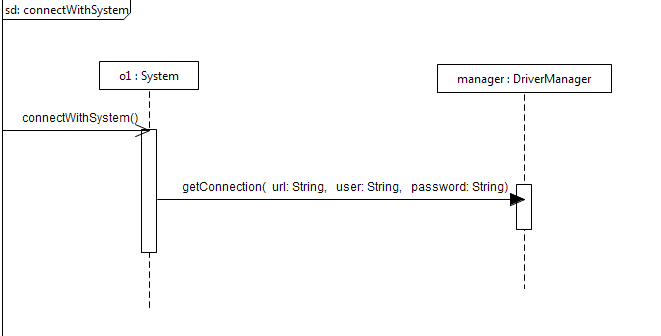 sd: connectWithSystem
o1 : System
manager : DriverManager
connectWithSystem()
getConnection( url: String, user: String, password: String)